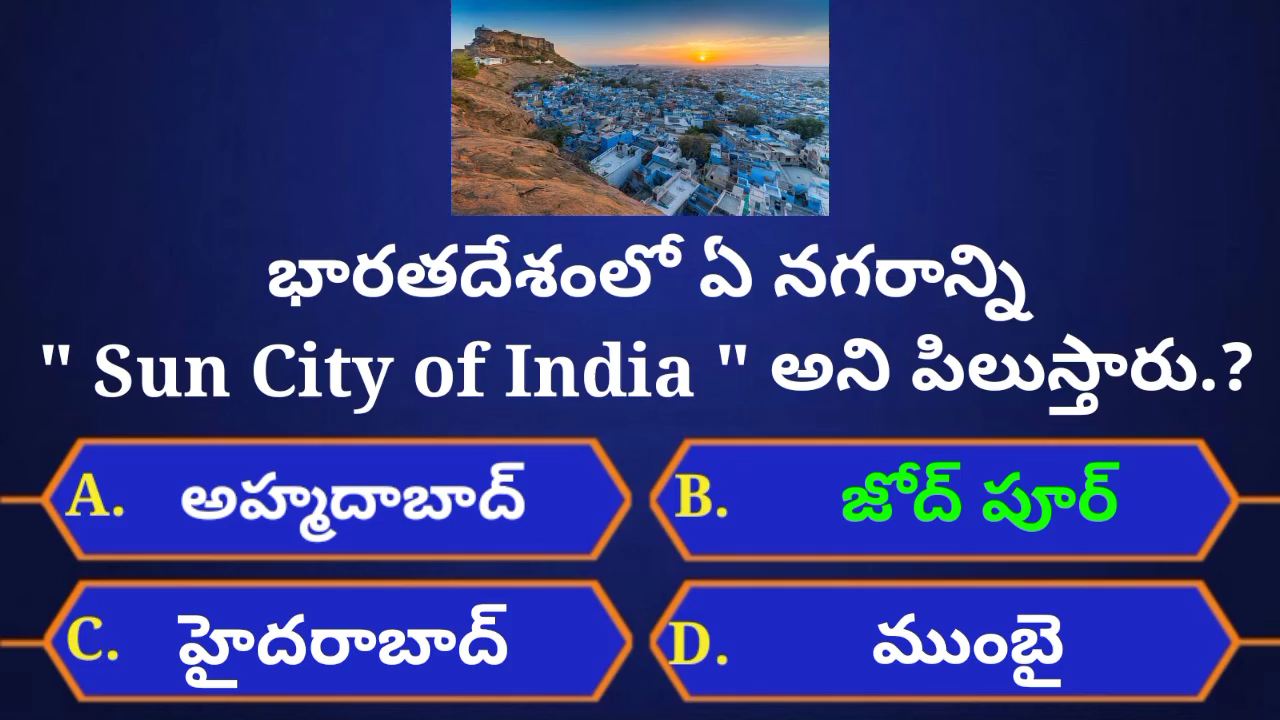 భారతదేశంలో ఏ నగరాన్ని
" Sun City of India " అని పిలుస్తారు.?
A. అహ్మదాబాద్
B. జోద్ పూర్
C. హైదరాబాద్
D. ముంబై